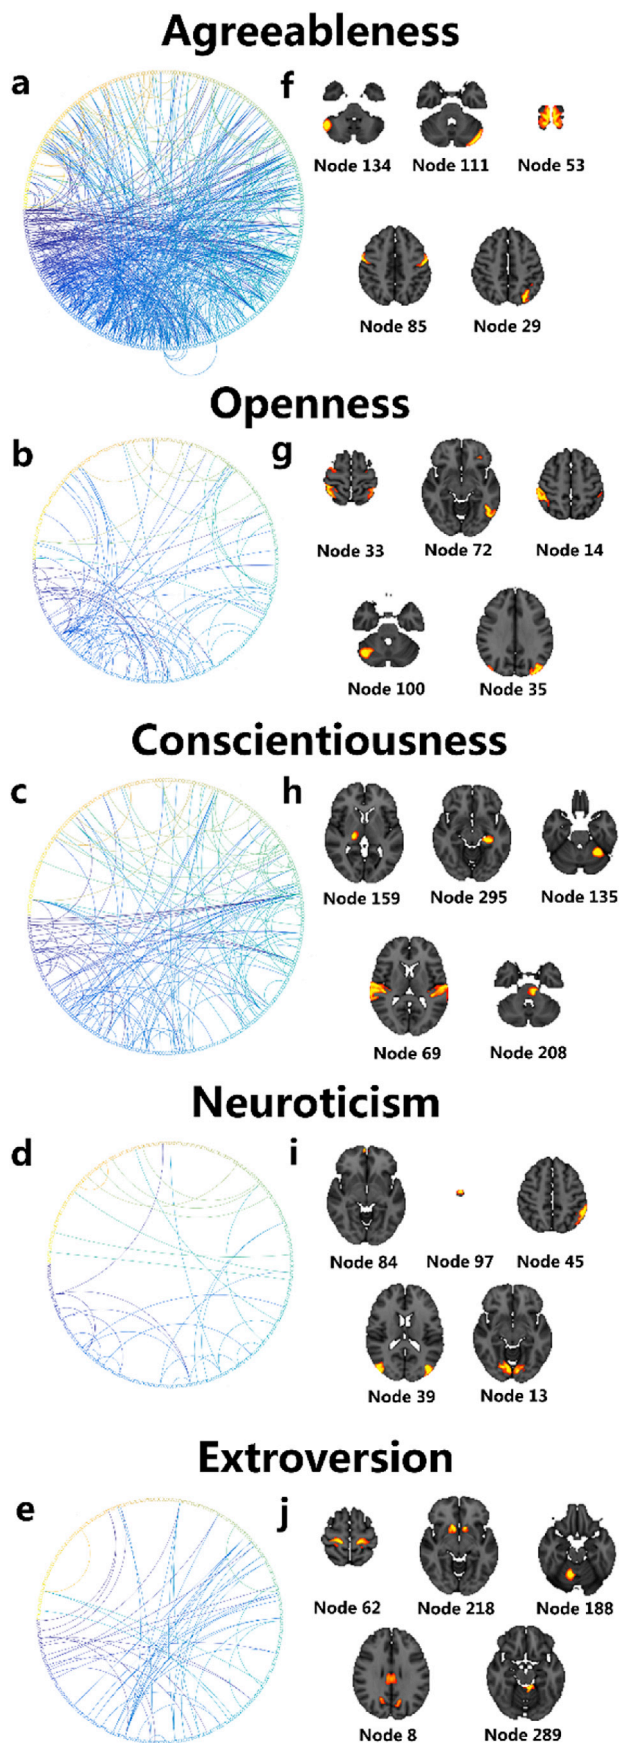 Agreeableness
a f
Node 134 Node 111 Node 53
Node 85 Node 29
Openness
b g
Node 33 Node 72 Node 14
Node 100 Node 35
Conscientiousness
c h
Node 159 Node 295 Node 135
Node 69 Node 208
Neuroticism
d i
Node 84 Node 97 Node 45
Node 39 Node 13
Extroversion
e j
Node 62 Node 218 Node 188
Node 8 Node 289